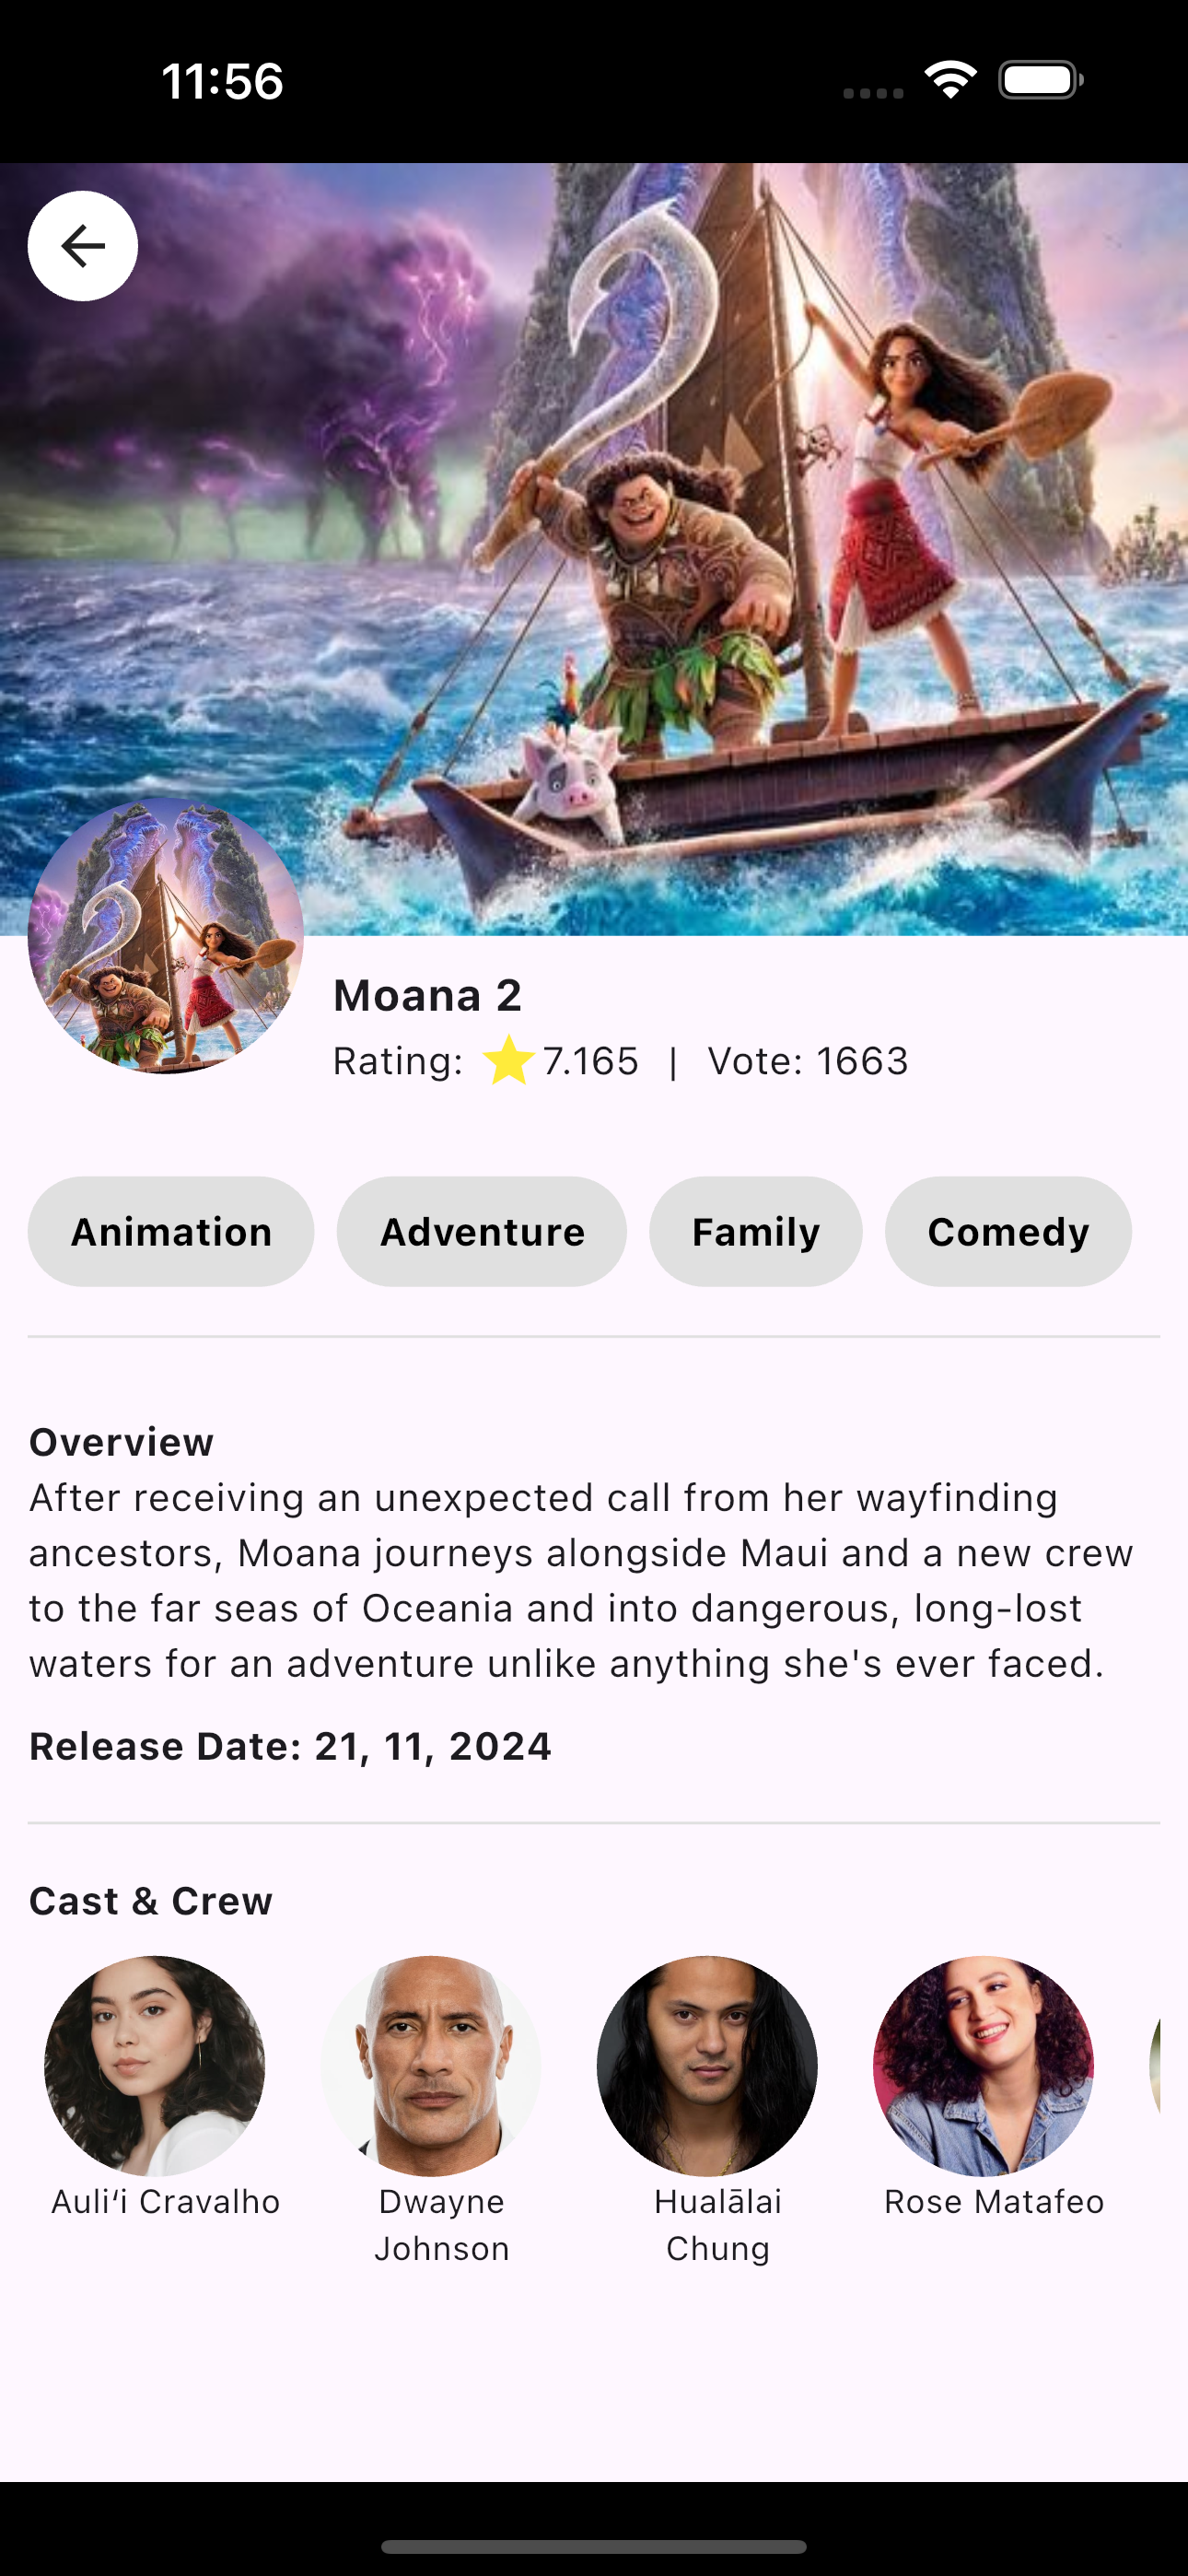 11:56
Moana 2
Rating: ⭐7.165 | Vote: 1663
Animation Adventure Family Comedy
Overview
After receiving an unexpected call from her wayfinding
ancestors, Moana journeys alongside Maui and a new crew
to the far seas of Oceania and into dangerous, long-lost
waters for an adventure unlike anything she's ever faced.
Release Date: 21, 11, 2024
Cast & Crew
Auliʻi Cravalho
Dwayne
Johnson
Hualālai
Chung
Rose Matafeo